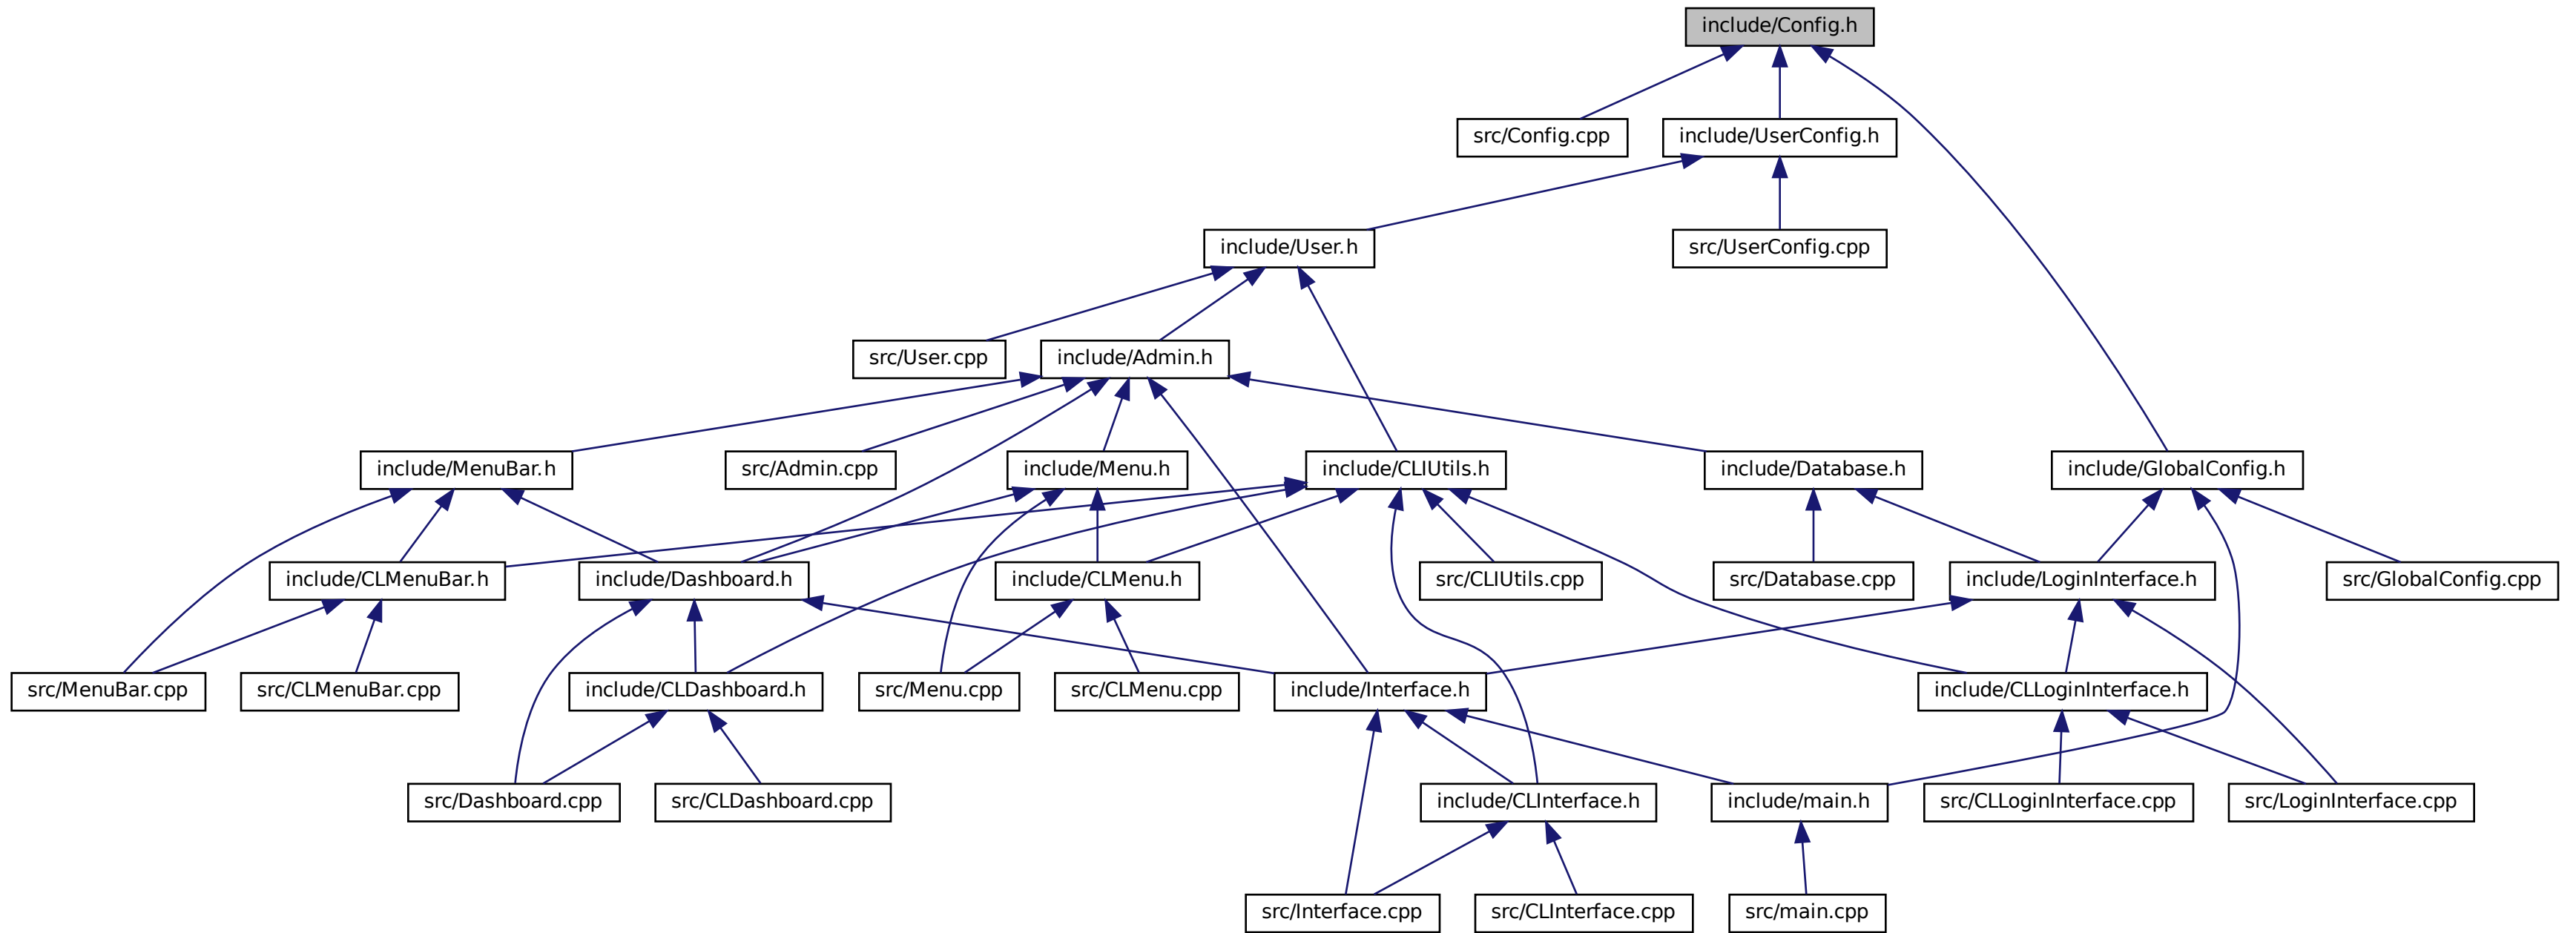 include/Config.h
src/Config.cpp
include/UserConfig.h
include/User.h
src/UserConfig.cpp
src/User.cpp
include/Admin.h
include/MenuBar.h
src/Admin.cpp
include/Menu.h
include/CLIUtils.h
include/Database.h
include/GlobalConfig.h
include/CLMenuBar.h
include/Dashboard.h
include/CLMenu.h
src/CLIUtils.cpp
src/Database.cpp
include/LoginInterface.h
src/GlobalConfig.cpp
src/MenuBar.cpp
src/CLMenuBar.cpp
include/CLDashboard.h
src/Menu.cpp
src/CLMenu.cpp
include/Interface.h
include/CLLoginInterface.h
src/Dashboard.cpp
src/CLDashboard.cpp
include/CLInterface.h
include/main.h
src/CLLoginInterface.cpp
src/LoginInterface.cpp
src/Interface.cpp
src/CLInterface.cpp
src/main.cpp